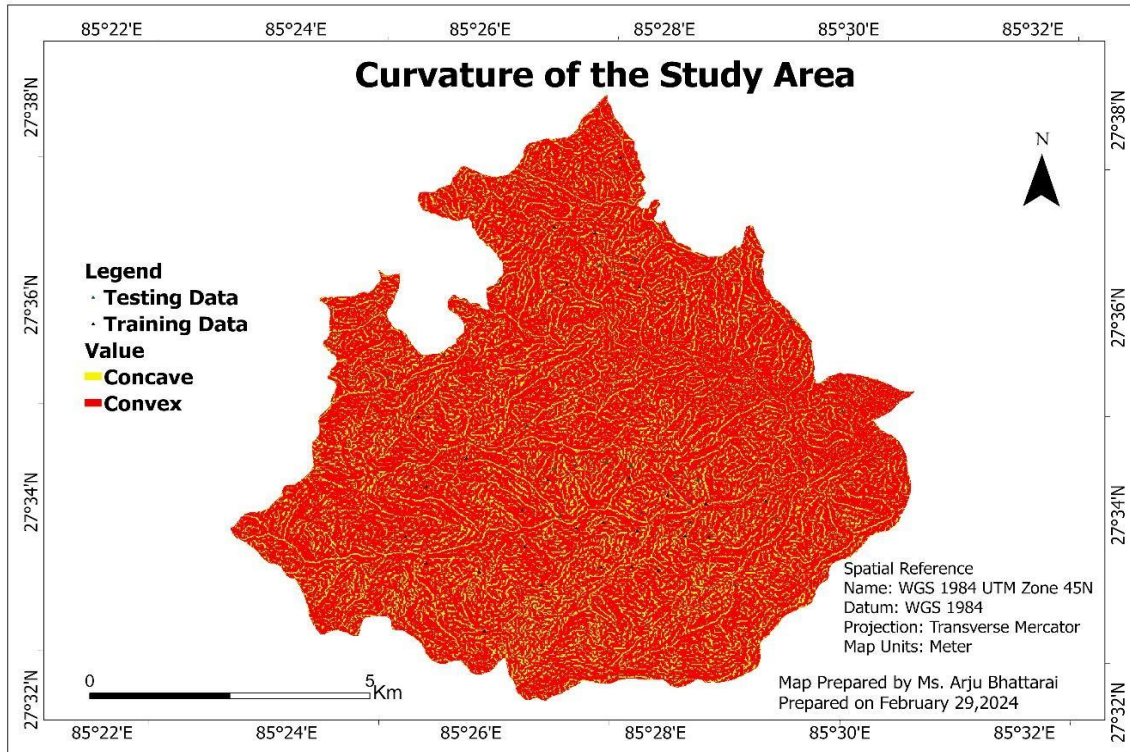 85°22'E 85°24'E 85°26'E 85°28'E 85°30'E 85°32'E
Curvature of the Study Area
27°38'N
27°38'N
N
Legend
Testing Data
Training Data
Value
Concave
Convex
27°36'N
27°36'N
27°34'N
27°34'N
Spatial Reference
Name: WGS 1984 UTM Zone 45N
Datum: WGS 1984
Projection: Transverse Mercator
Map Units: Meter
0 5
Km
Map Prepared by Ms. Arju Bhattarai
Prepared on February 29,2024
27°32'N
27°32'N
85°22'E 85°24'E 85°26'E 85°28'E 85°30'E 85°32'E